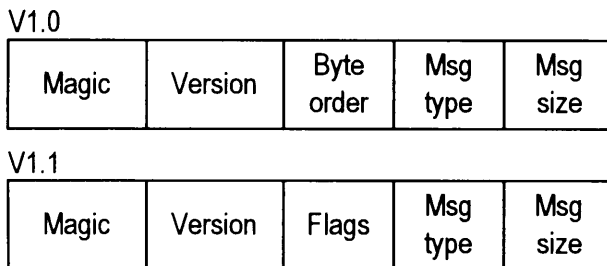 V1.0
Magic Version Byte order Msg type Msg size
V1.1
Magic Version Flags Msg type Msg size